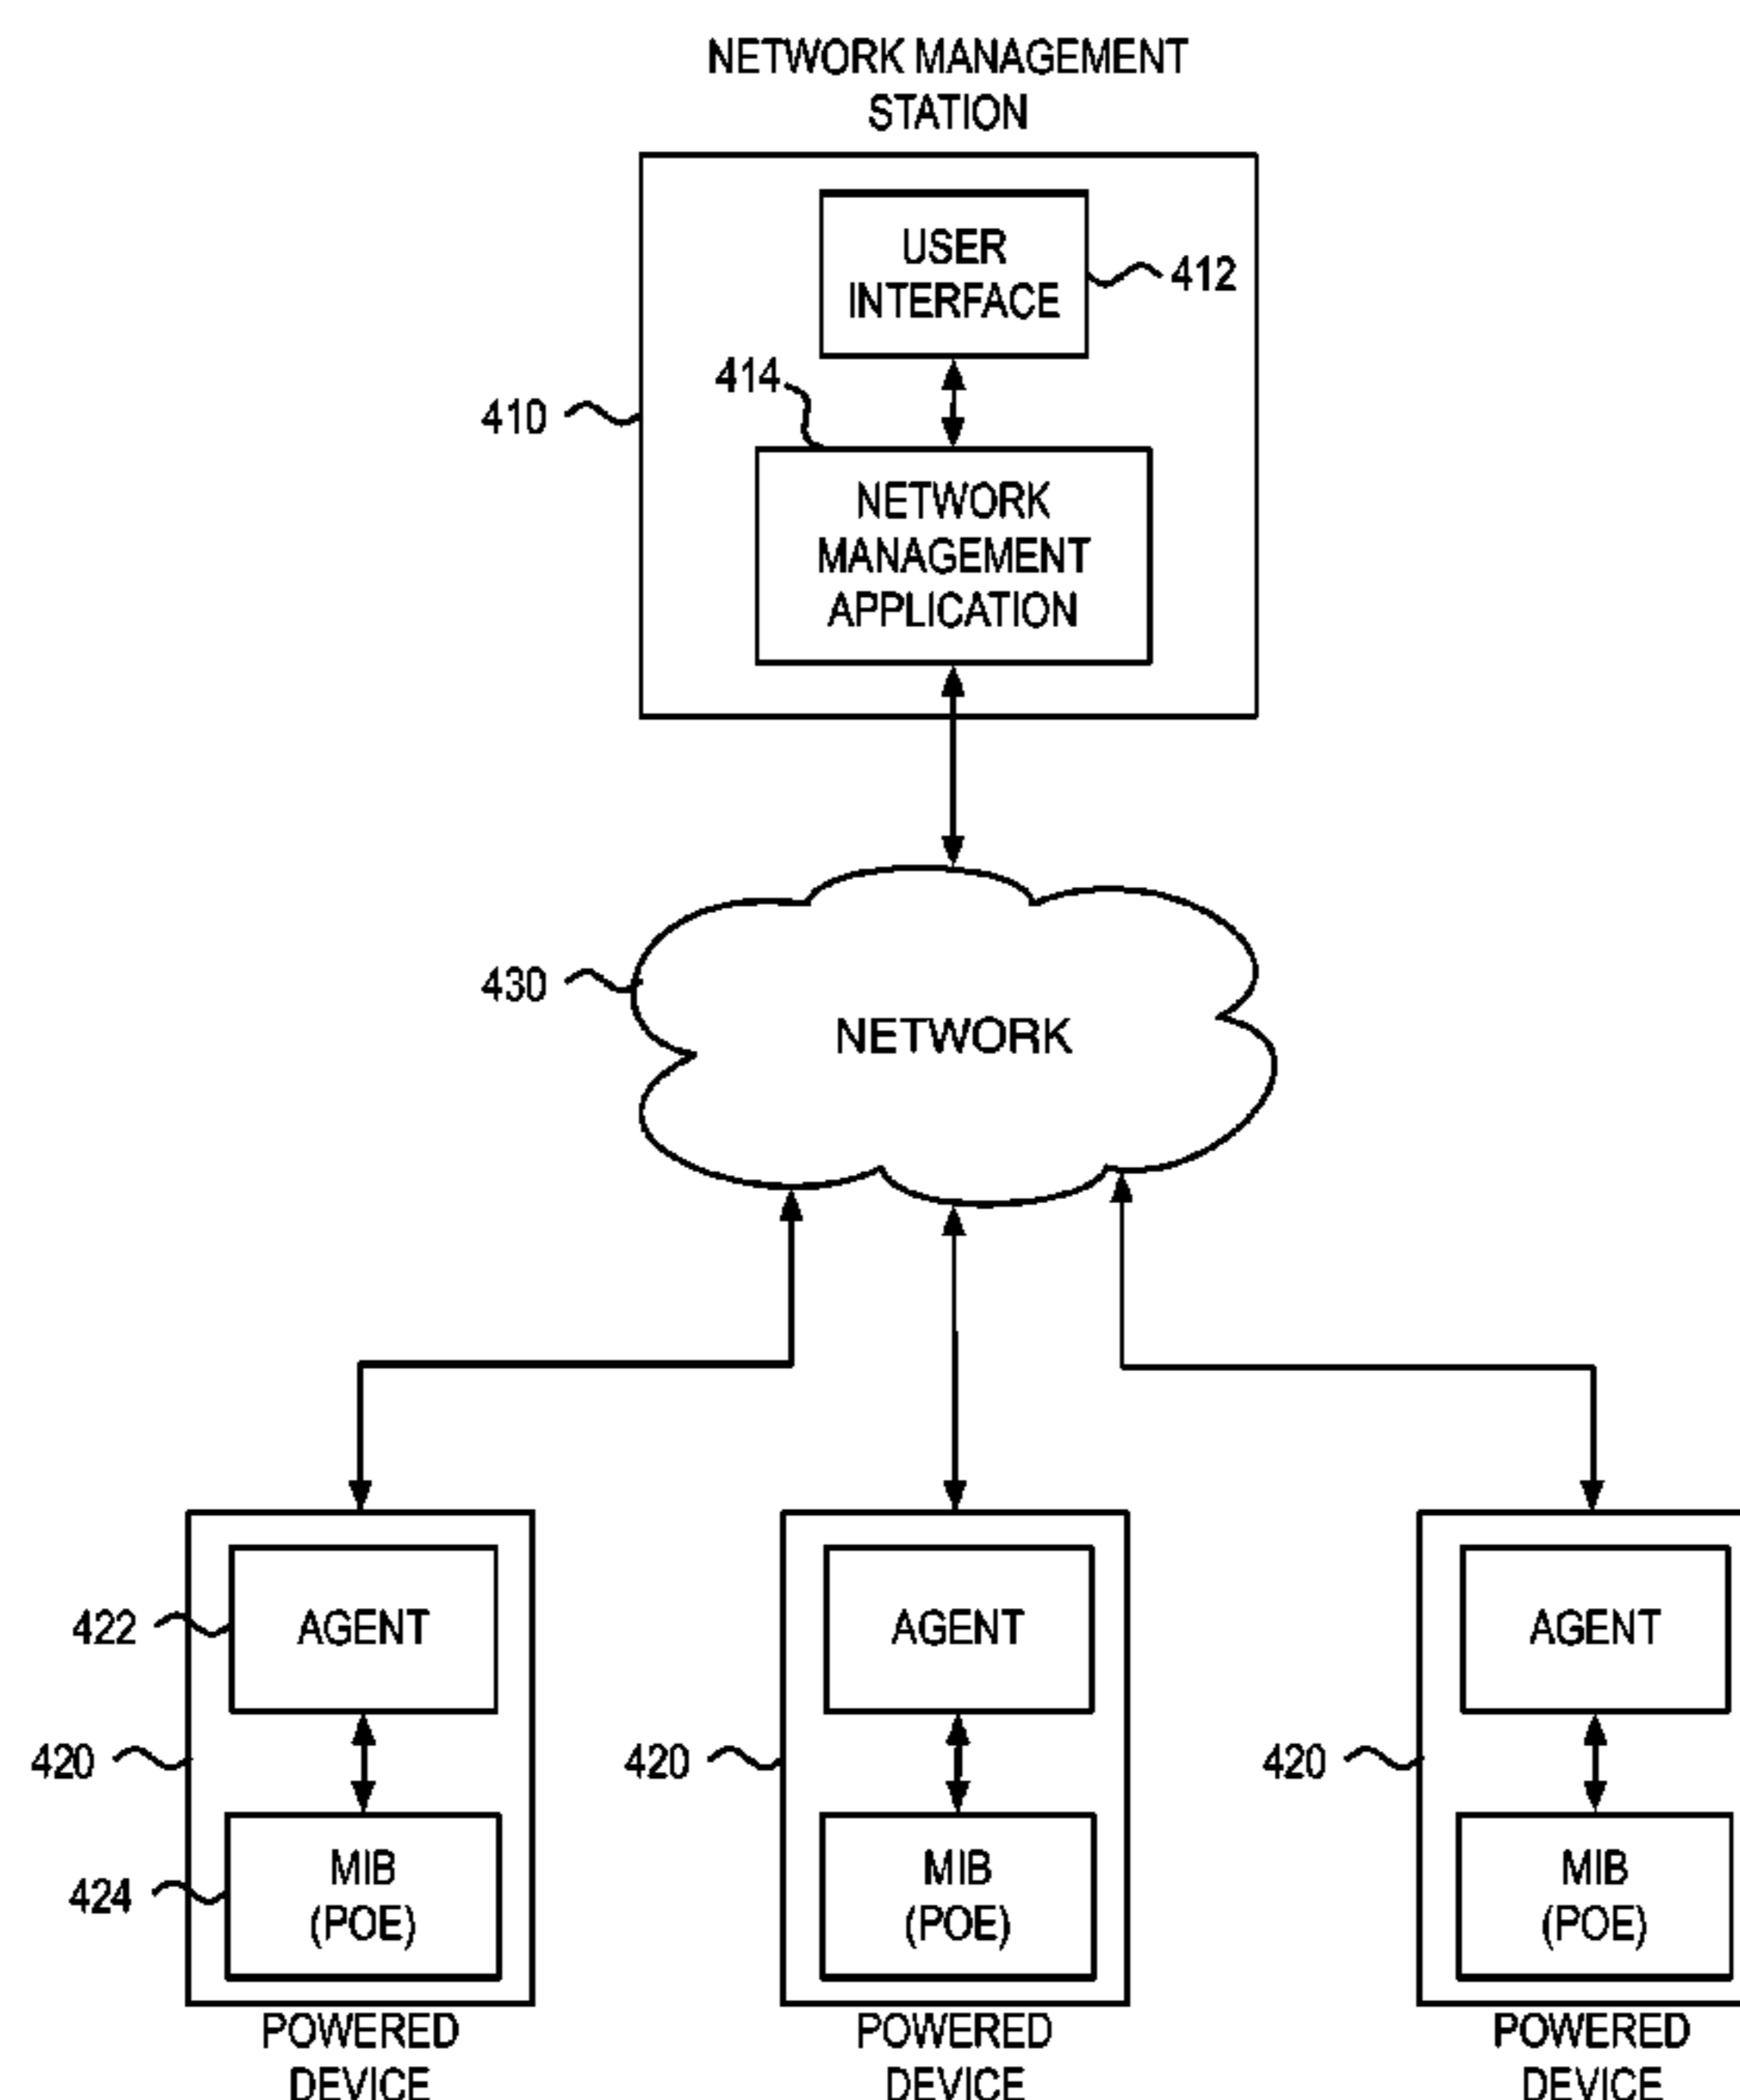 NETWORK MANAGEMENT
STATION
USER
INTERFACE
412
414
410
NETWORK
MANAGEMENT
APPLICATION
430
NETWORK
AGENT
AGENT
AGENT
422
420
420
420
MIB
(POE)
MIB
(POE)
MIB
(POE)
424
POWERED
DEVICE
POWERED
DEVICE
POWERED
DEVICE